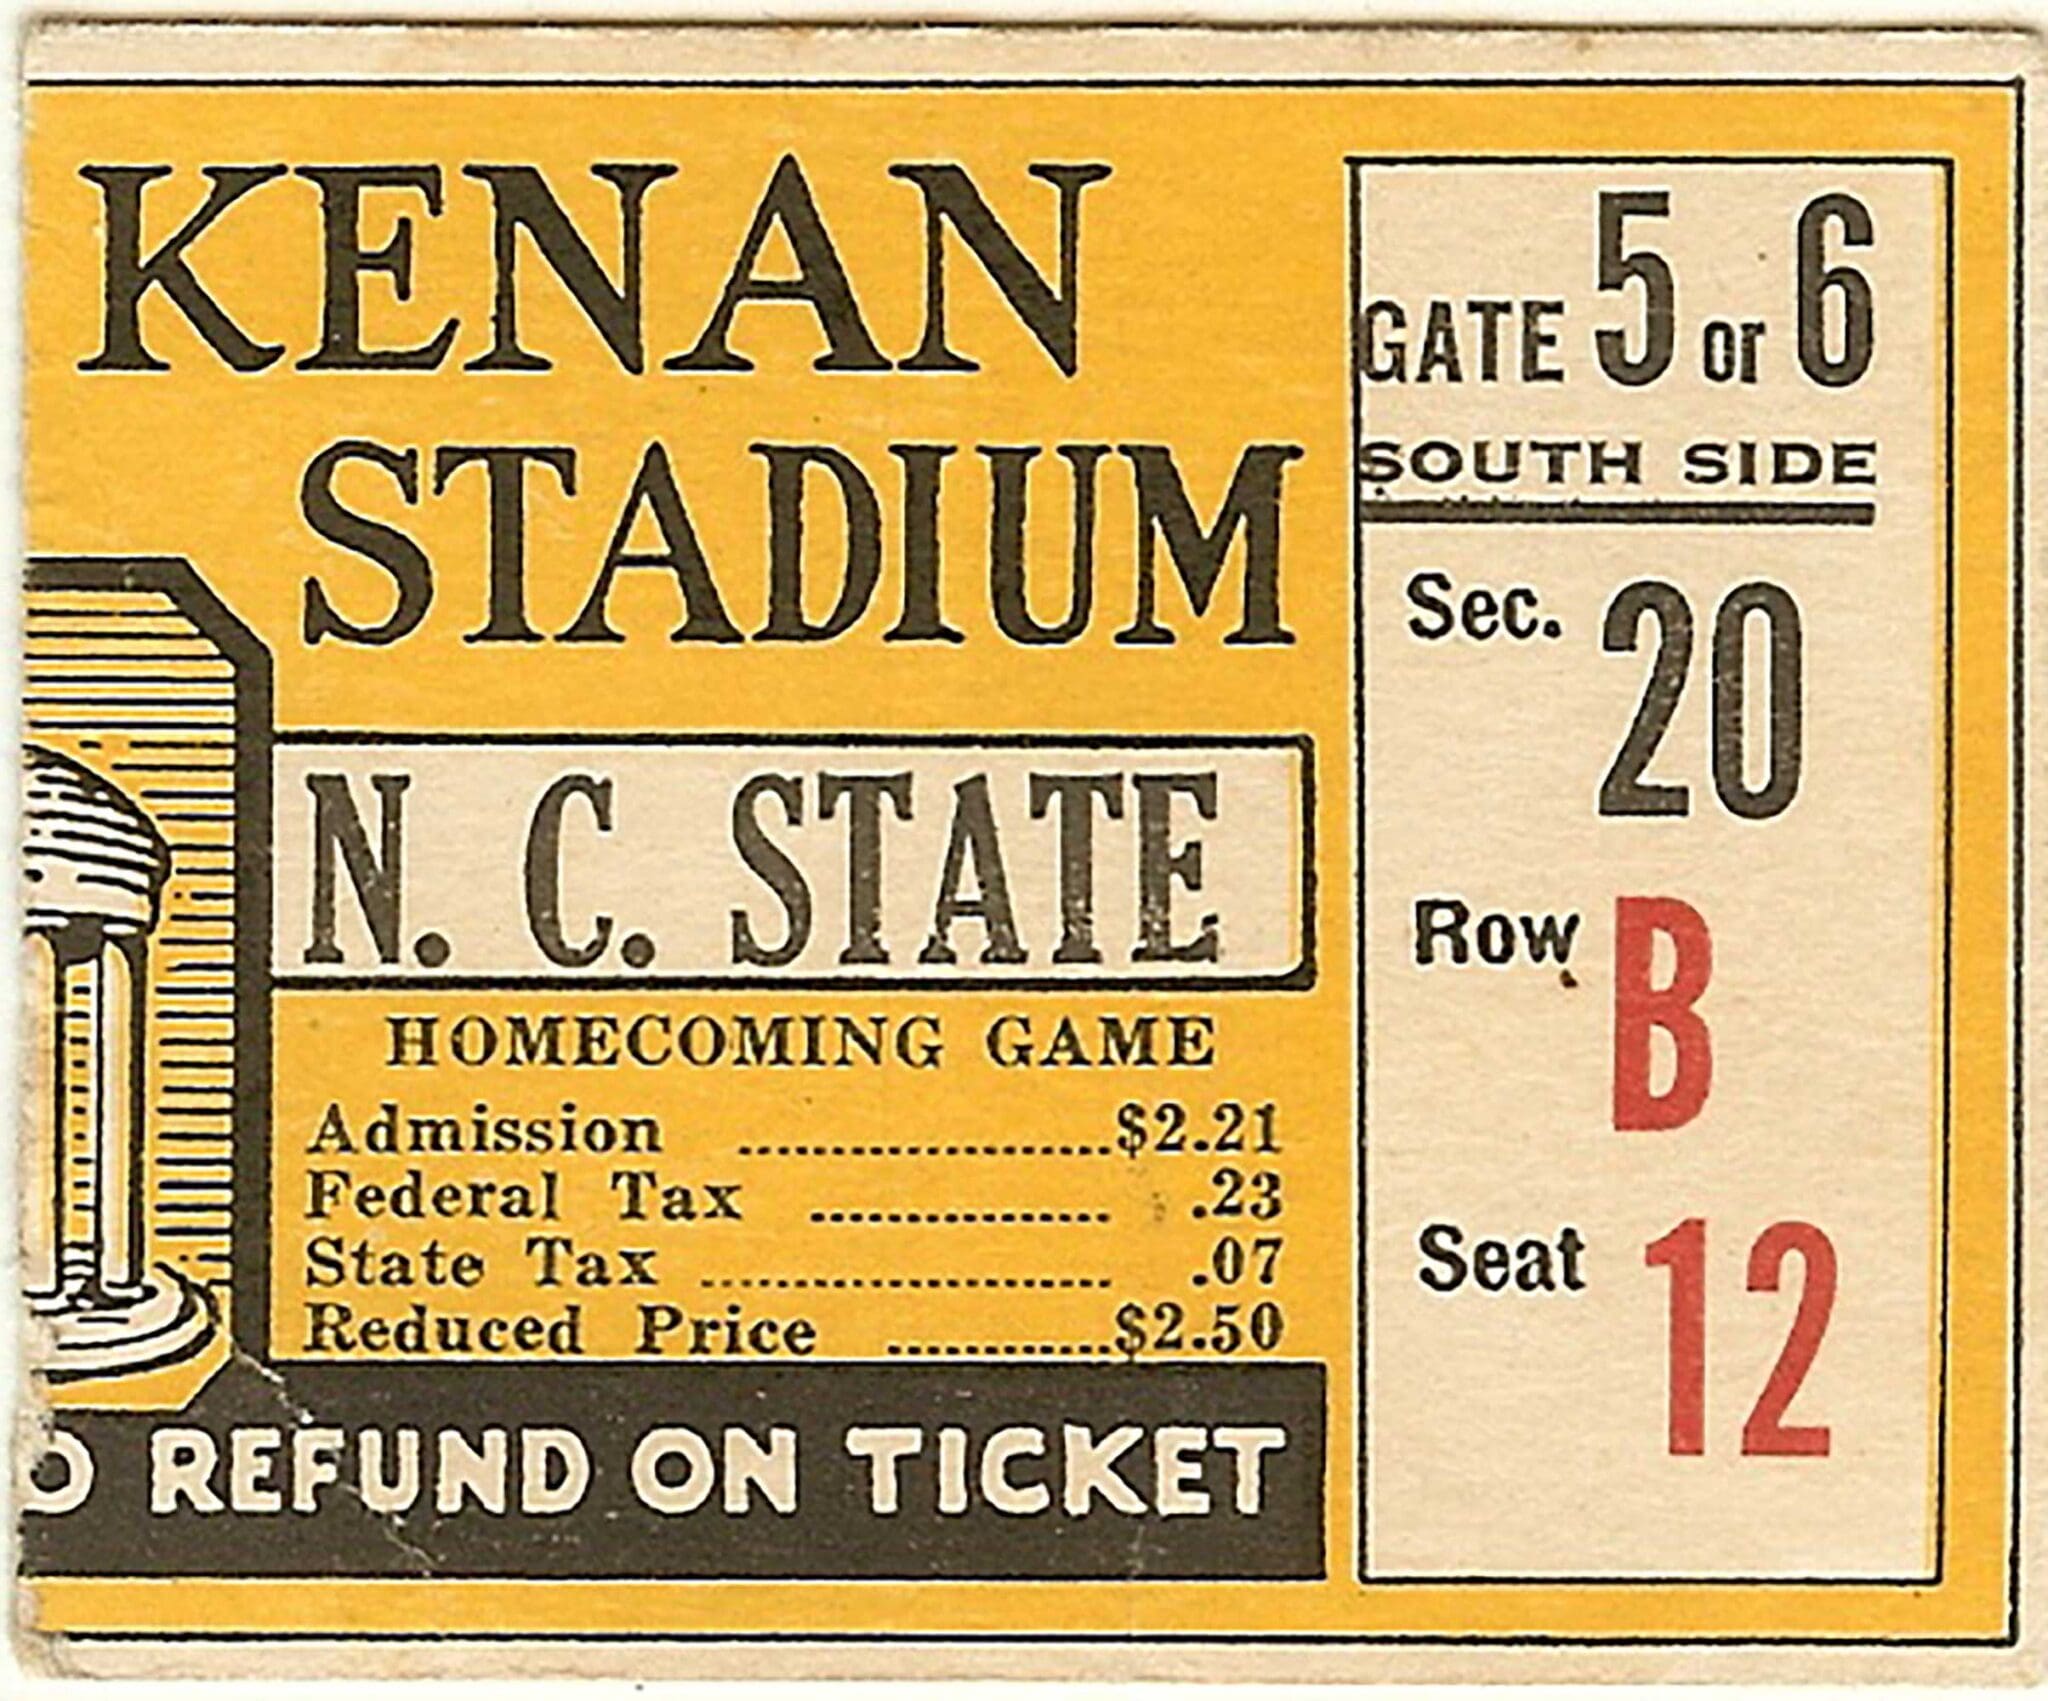 KENAN
STADIUM
N. C. STATE
HOMECOMING GAME
Admission ....................$2.21
Federal Tax ................ .23
State Tax ...................... .07
Reduced Price ............$2.50
O REFUND ON TICKET
GATE 5 or 6
SOUTH SIDE
Sec. 20
Row B
Seat 12